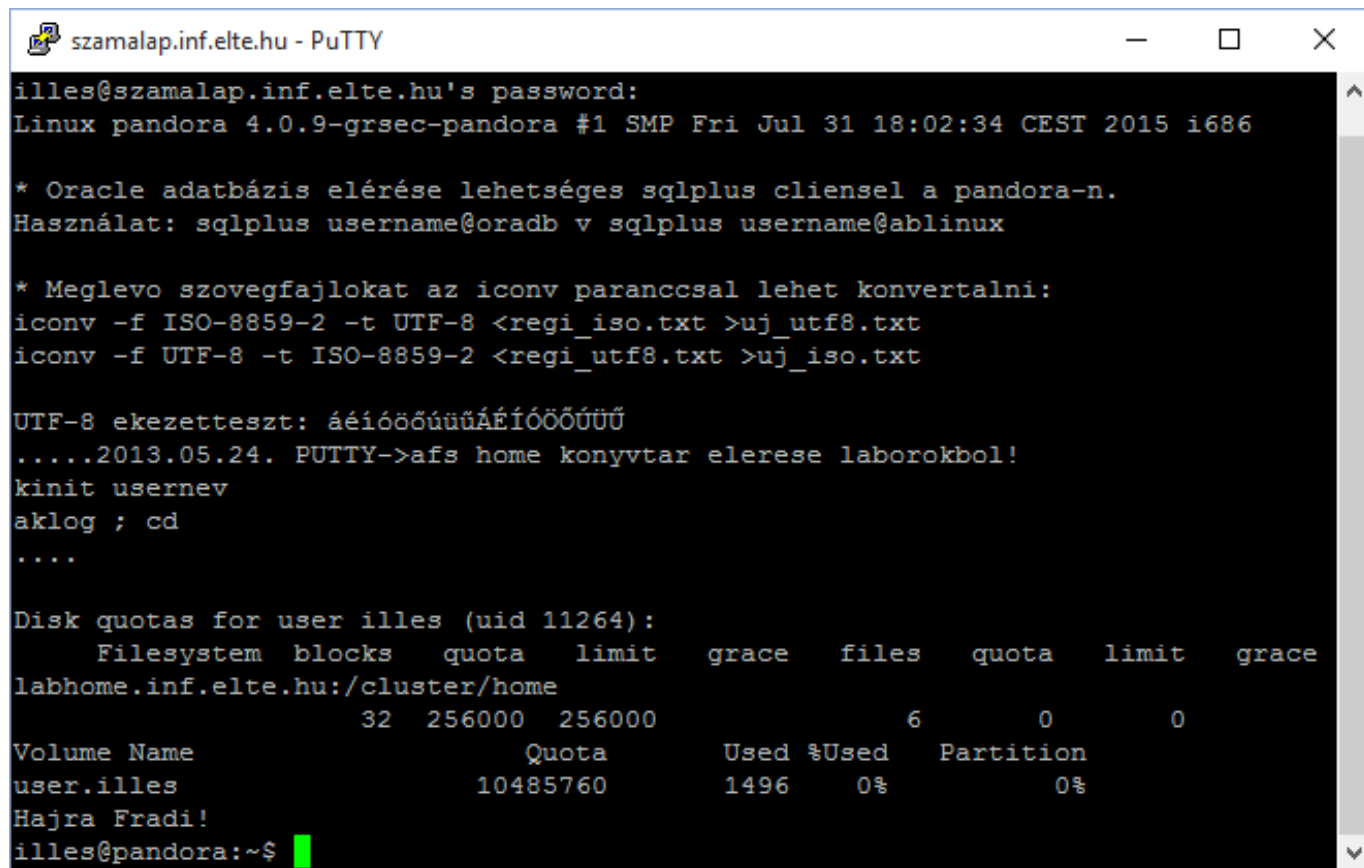 szamalap.inf.elte.hu - PuTTY
illes@szamalap.inf.elte.hu's password:
Linux pandora 4.0.9-grsec-pandora #1 SMP Fri Jul 31 18:02:34 CEST 2015 i686
* Oracle adatbázis elérése lehetséges sqlplus cliensel a pandora-n.
Használat: sqlplus username@oradb v sqlplus username@ablinux
* Meglevo szovegfajlokat az iconv paranccsal lehet konvertalni:
iconv -f ISO-8859-2 -t UTF-8 <regi_iso.txt >uj_utf8.txt
iconv -f UTF-8 -t ISO-8859-2 <regi_utf8.txt >uj_iso.txt
UTF-8 ekezetteszt: áéíóöőúüűÁÉÍÓÖŐÚÜŰ
.....2013.05.24. PUTTY->afs home konyvtar elerese laborokbol!
kinit usernev
aklog ; cd
....
Disk quotas for user illes (uid 11264):
Filesystem blocks quota limit grace files quota limit grace
labhome.inf.elte.hu:/cluster/home
32 256000 256000 6 0 0
Volume Name Quota Used %Used Partition
user.illes 10485760 1496 0% 0%
Hajra Fradi!
illes@pandora:~$